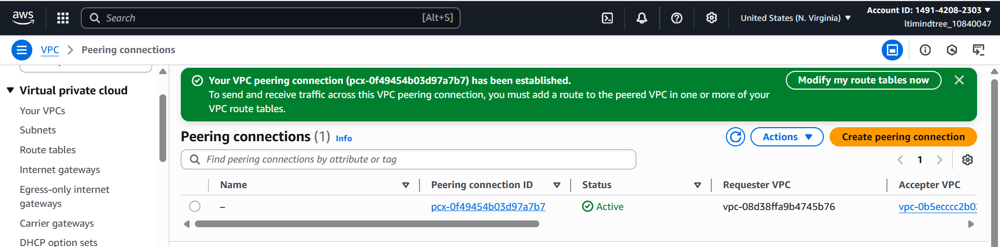 aws
Search [Alt+S]
United States (N. Virginia) ▼
Account ID: 1491-4208-2303 ▼
ltimindtree_10840047
VPC > Peering connections
Virtual private cloud
Your VPCs
Subnets
Route tables
Internet gateways
Egress-only internet
gateways
Carrier gateways
DHCP option sets
Your VPC peering connection (pcx-0f49454b03d97a7b7) has been established.
To send and receive traffic across this VPC peering connection, you must add a route to the peered VPC in one or more of your
VPC route tables.
Modify my route tables now
Peering connections (1) Info
Actions ▼
Create peering connection
Find peering connections by attribute or tag
1
Name Peering connection ID Status Requester VPC Accepter VPC
– pcx-0f49454b03d97a7b7 Active vpc-08d38ffa9b4745b76 vpc-0b5ecccc2b0